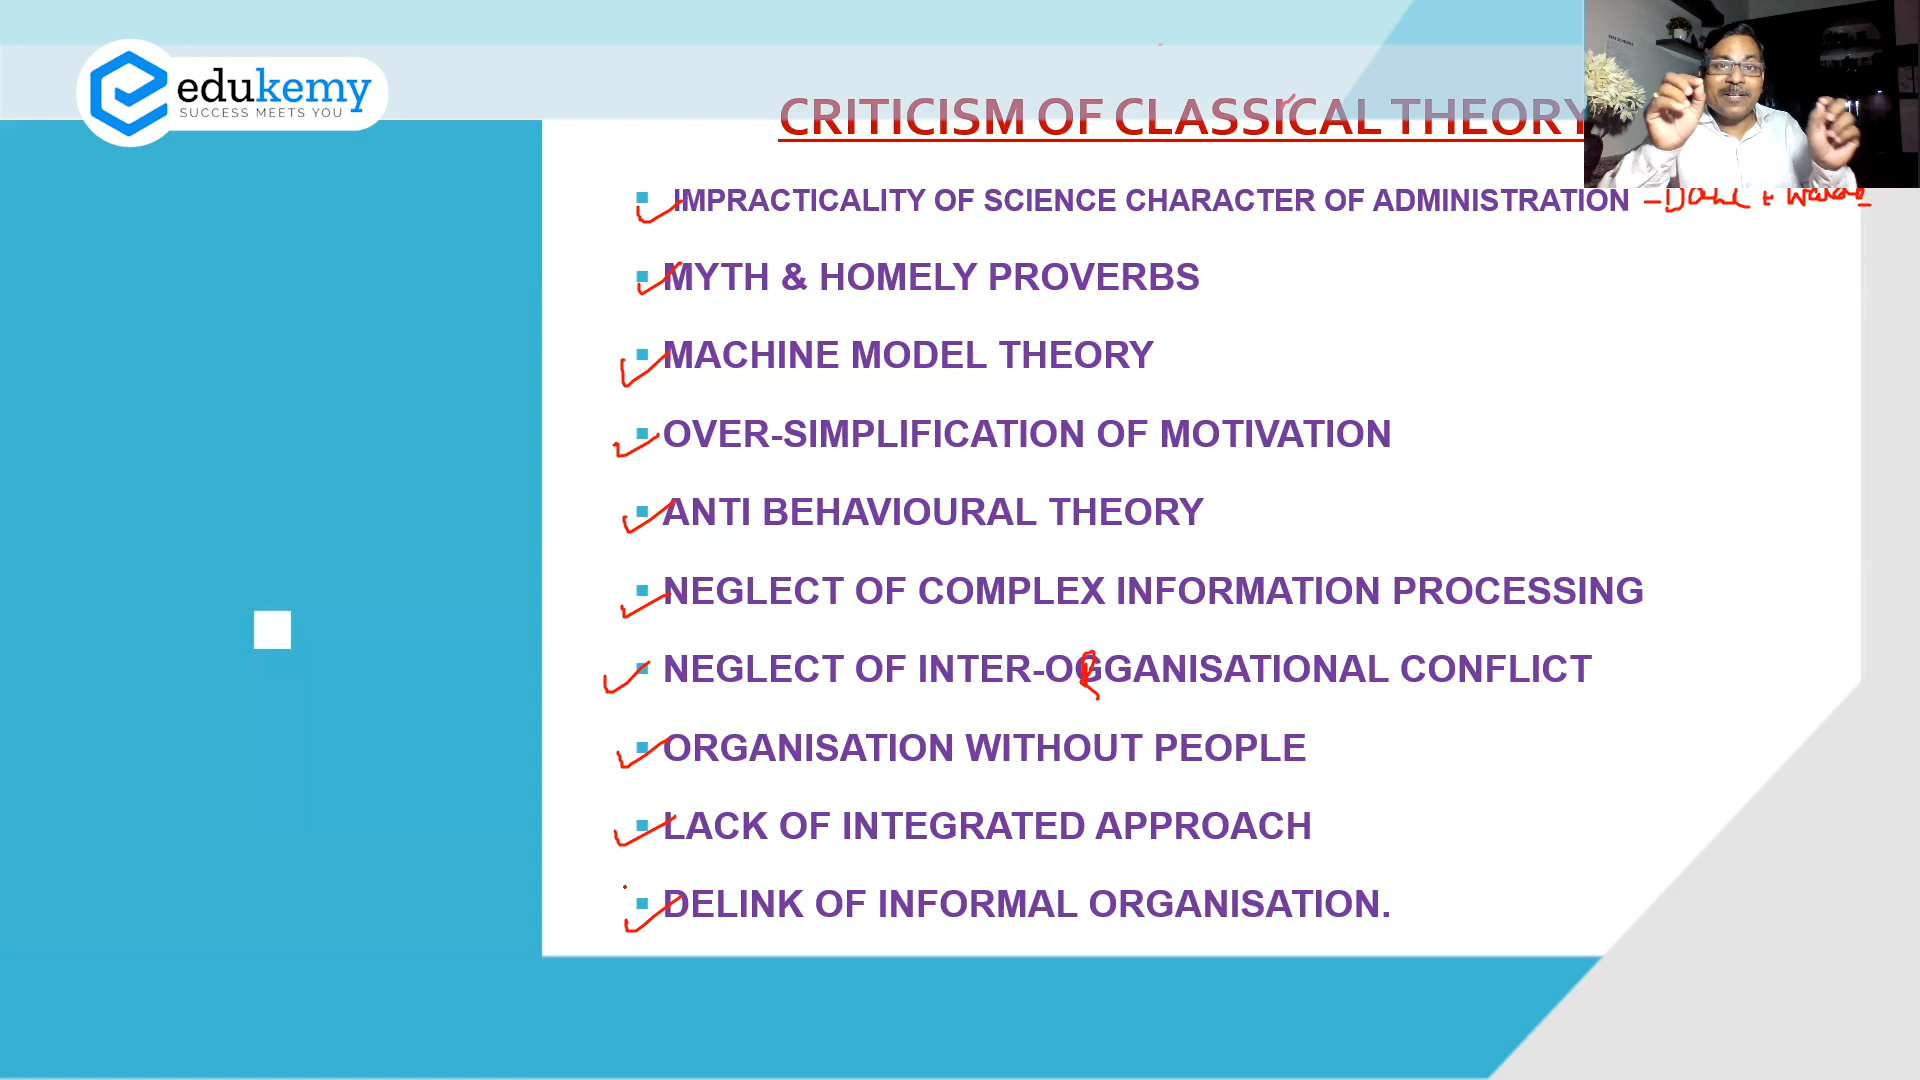 edukemy
SUCCESS MEETS YOU
CRITICISM OF CLASSICAL THEORY
IMPRACTICALITY OF SCIENCE CHARACTER OF ADMINISTRATION - Dahl +
MYTH & HOMELY PROVERBS
MACHINE MODEL THEORY
OVER-SIMPLIFICATION OF MOTIVATION
ANTI BEHAVIOURAL THEORY
NEGLECT OF COMPLEX INFORMATION PROCESSING
NEGLECT OF INTER-OGGANISATIONAL CONFLICT
ORGANISATION WITHOUT PEOPLE
LACK OF INTEGRATED APPROACH
DELINK OF INFORMAL ORGANISATION.